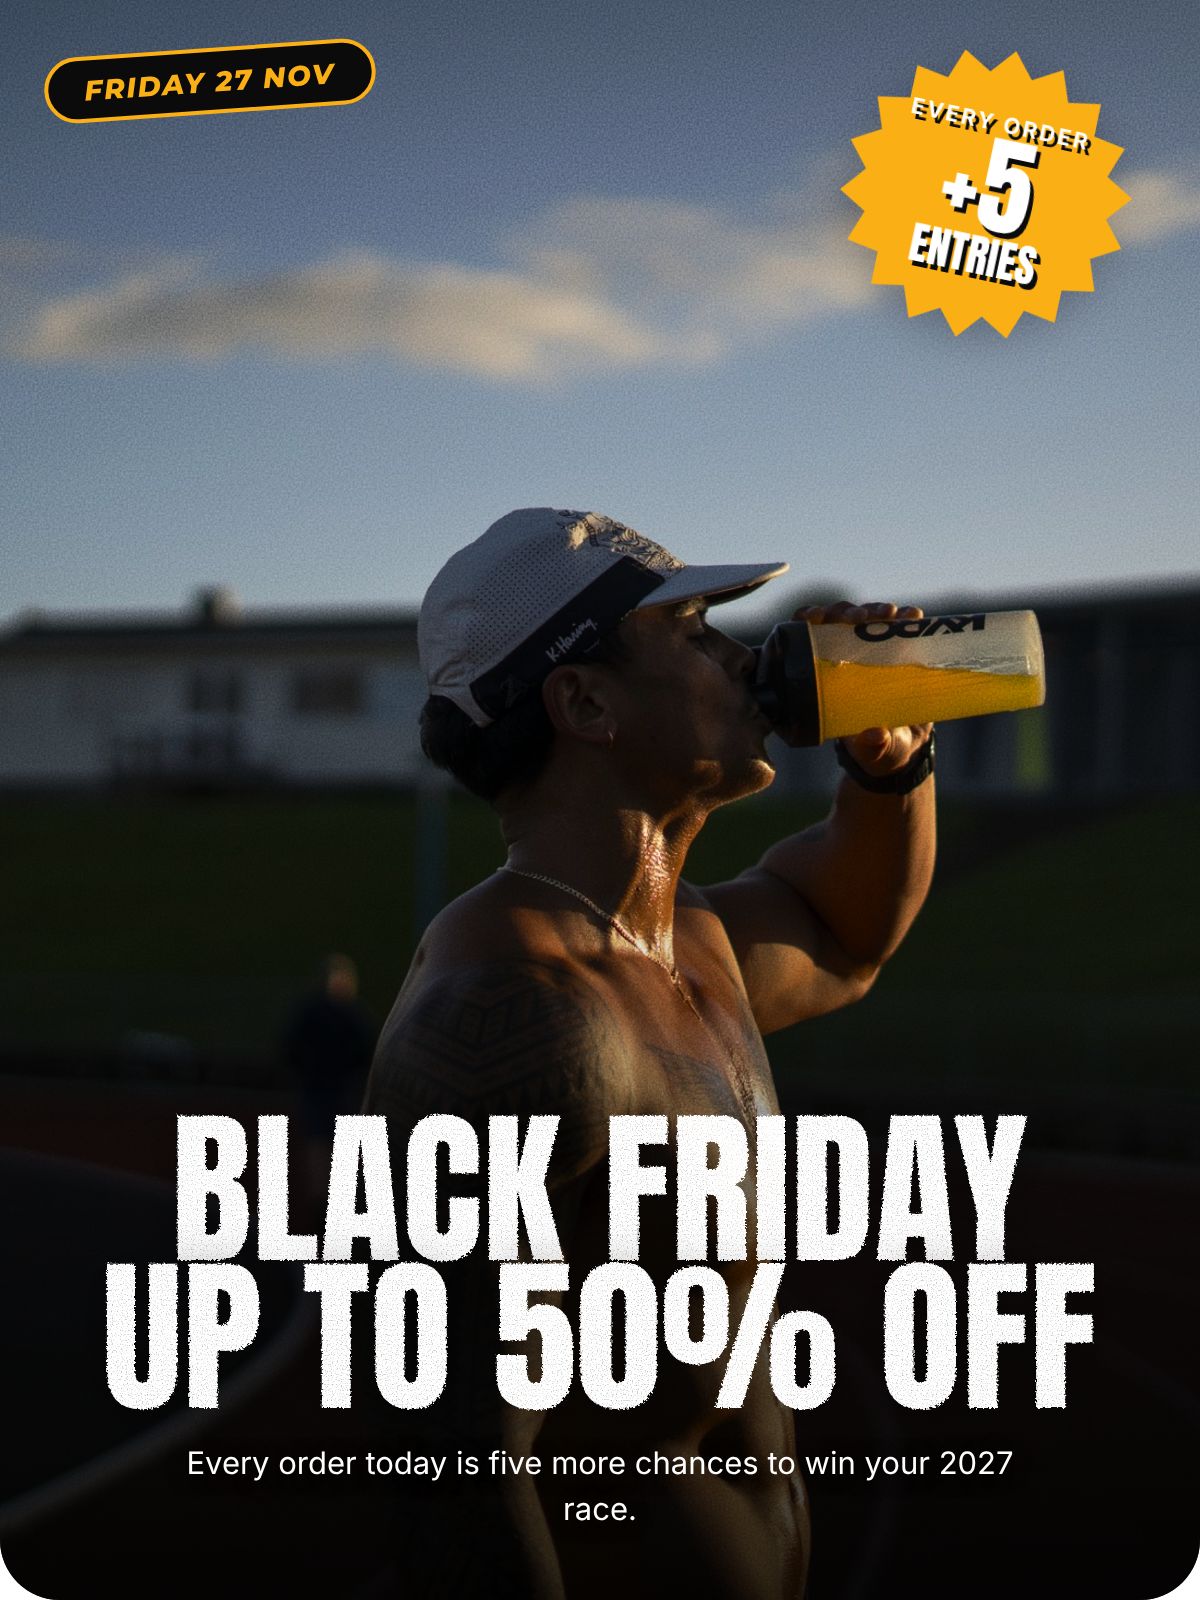 FRIDAY 27 NOV
EVERY ORDER
+5
ENTRIES
K.Haring.
BLACK FRIDAY
UP TO 50% OFF
Every order today is five more chances to win your 2027
race.